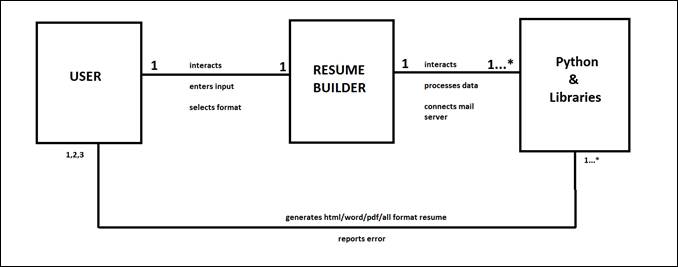 USER
1
interacts
enters input
selects format
1
RESUME
BUILDER
1
interacts
processes data
connects mail
server
1...*
Python
&
Libraries
1,2,3
1...*
generates html/word/pdf/all format resume
reports error